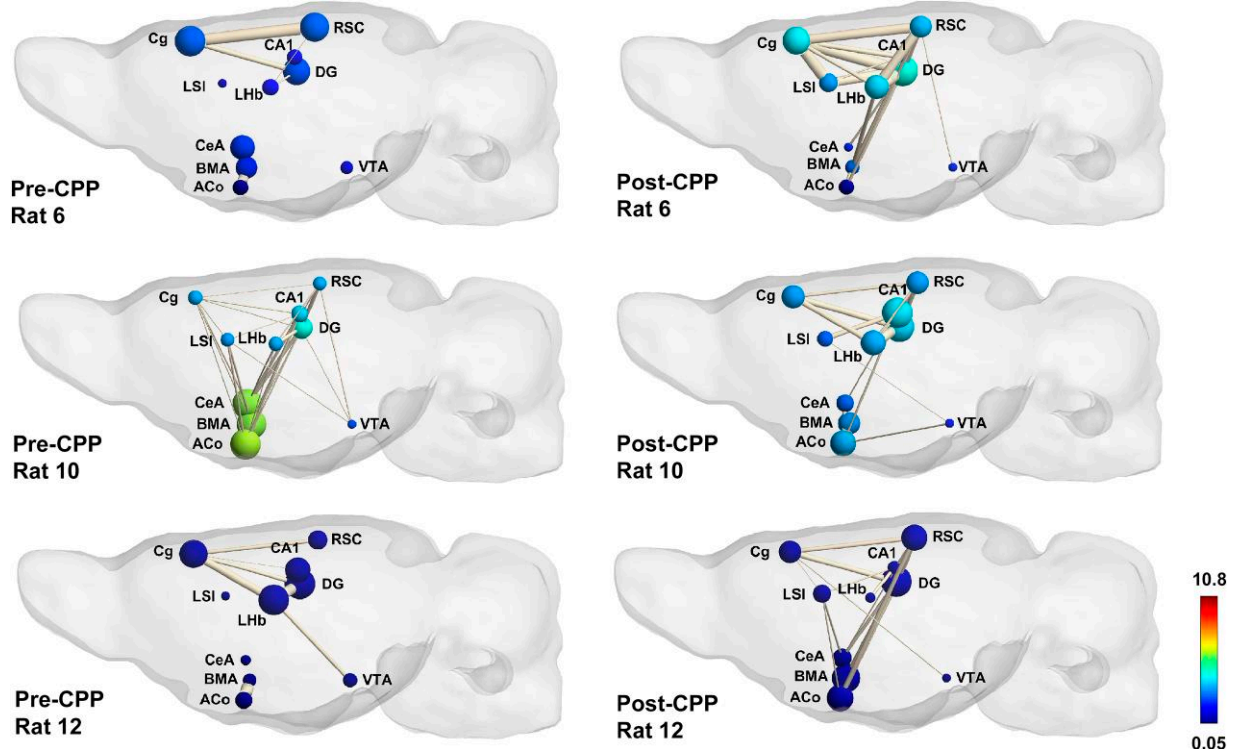 Cg
RSC
CA1
DG
LSI
LHb
CeA
BMA
ACo
VTA
Pre-CPP
Rat 6
Cg
RSC
CA1
DG
LSI
LHb
CeA
BMA
ACo
VTA
Post-CPP
Rat 6
Cg
RSC
CA1
DG
LSI
LHb
CeA
BMA
ACo
VTA
Pre-CPP
Rat 10
Cg
RSC
CA1
DG
LSI
LHb
CeA
BMA
ACo
VTA
Post-CPP
Rat 10
Cg
RSC
CA1
DG
LSI
LHb
CeA
BMA
ACo
VTA
Pre-CPP
Rat 12
Cg
RSC
CA1
DG
LSI
LHb
CeA
BMA
ACo
VTA
Post-CPP
Rat 12
10.8
0.05